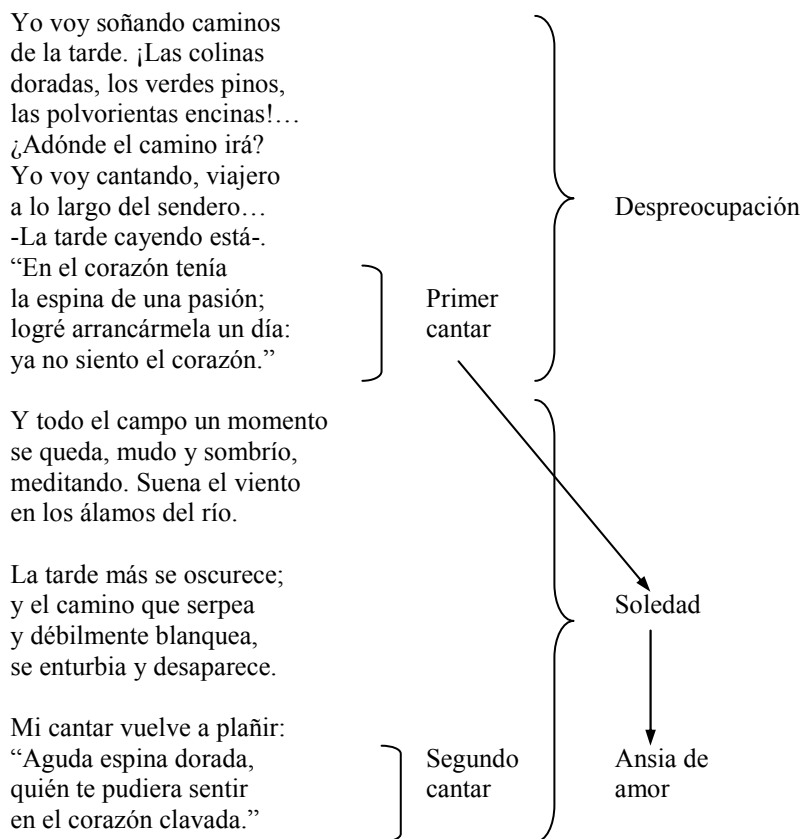 Yo voy soñando caminos
de la tarde. ¡Las colinas
doradas, los verdes pinos,
las polvorientas encinas!…
¿Adónde el camino irá?
Yo voy cantando, viajero
a lo largo del sendero…
-La tarde cayendo está-.
“En el corazón tenía
la espina de una pasión;
logré arrancármela un día:
ya no siento el corazón.”
Primer
cantar
Despreocupación
Y todo el campo un momento
se queda, mudo y sombrío,
meditando. Suena el viento
en los álamos del río.
La tarde más se oscurece;
y el camino que serpea
y débilmente blanquea,
se enturbia y desaparece.
Soledad
Mi cantar vuelve a plañir:
“Aguda espina dorada,
quién te pudiera sentir
en el corazón clavada.”
Segundo
cantar
Ansia de
amor